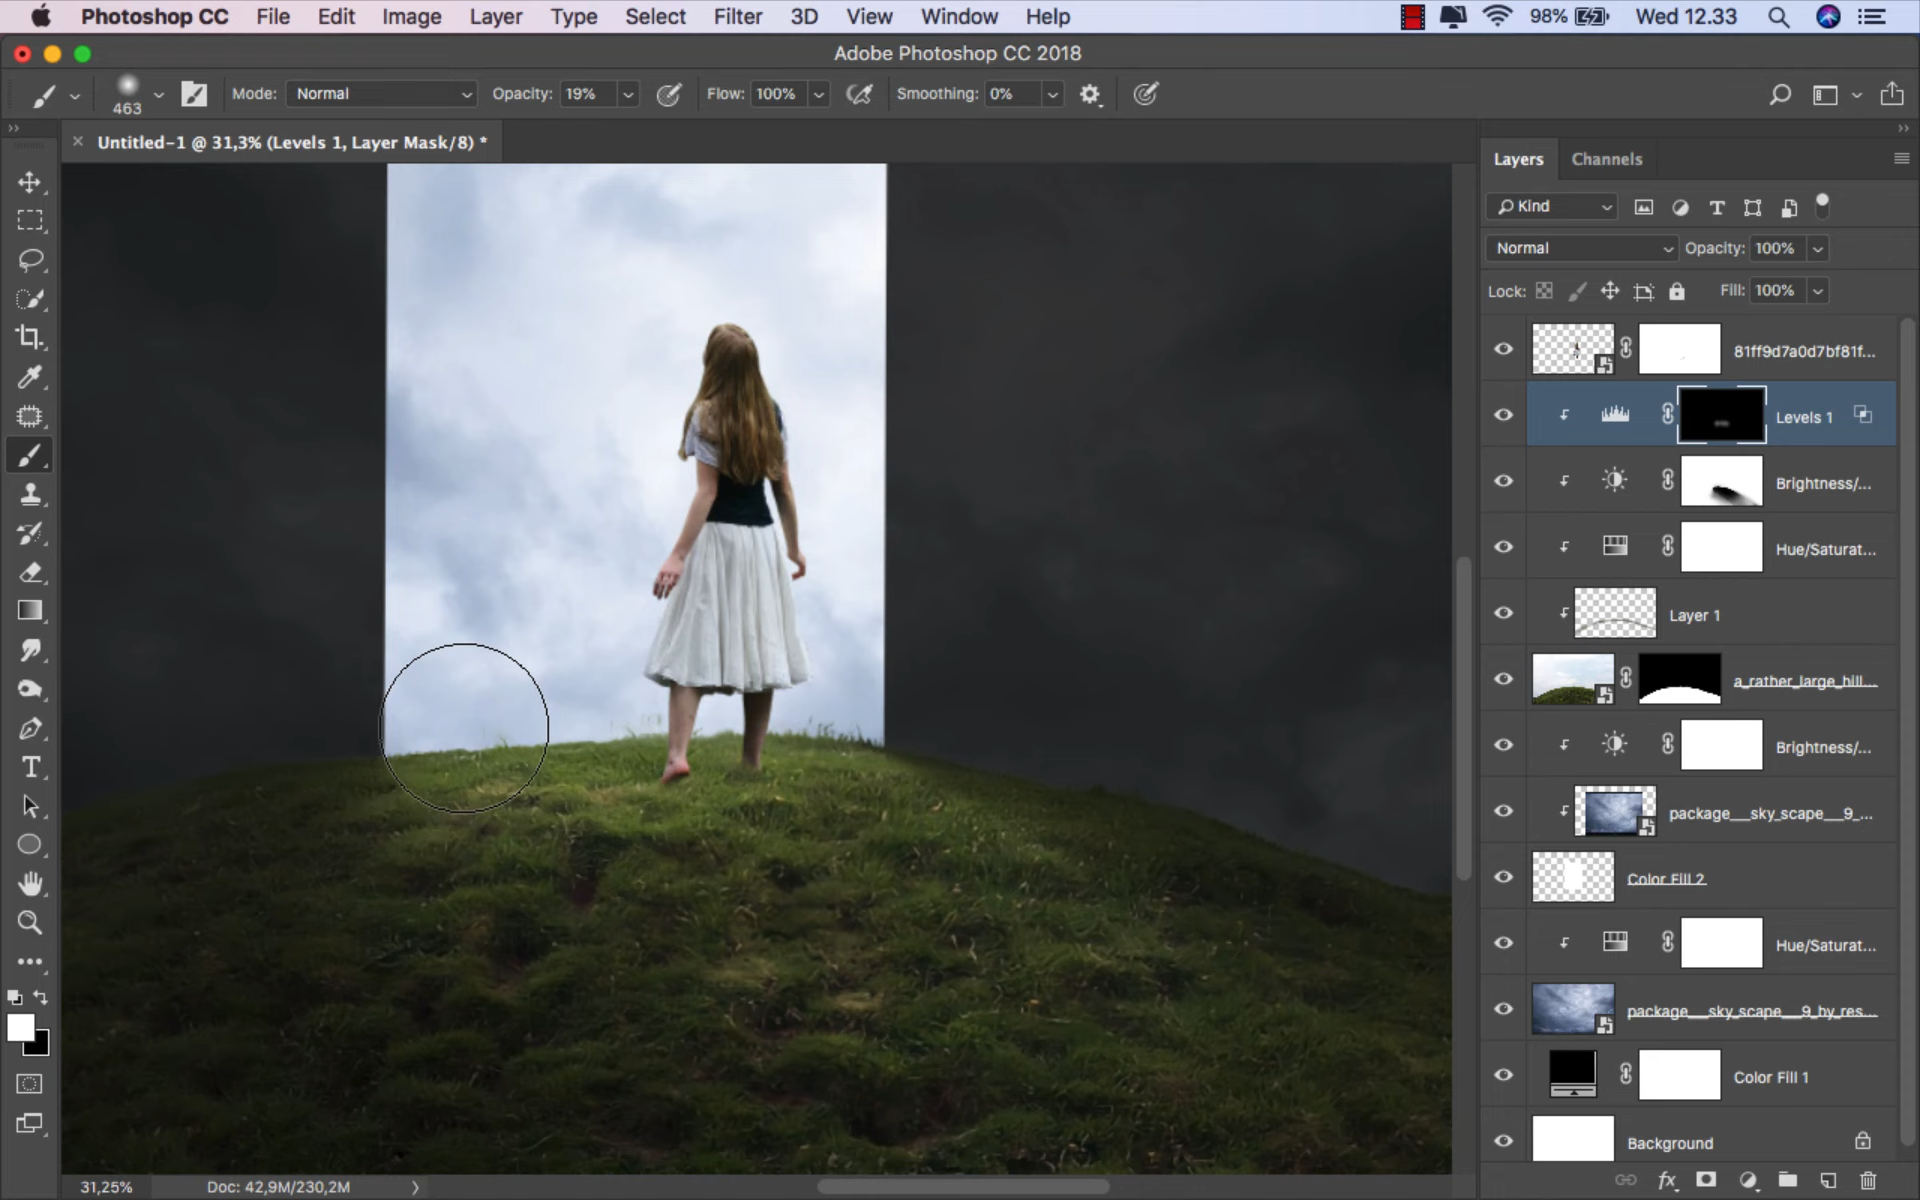 Photoshop CC File Edit Image Layer Type Select Filter 3D View Window Help 98% Wed 12.33
Adobe Photoshop CC 2018
463 Mode: Normal Opacity: 19% Flow: 100% Smoothing: 0%
Untitled-1 @ 31,3% (Levels 1, Layer Mask/8) *
Layers Channels
Kind
Normal Opacity: 100%
Lock: Fill: 100%
81ff9d7a0d7bf81f...
Levels 1
Brightness/...
Hue/Saturat...
Layer 1
a_rather_large_hill...
Brightness/...
package__sky_scape__9_...
Color Fill 2
Hue/Saturat...
package__sky_scape__9_by_res...
Color Fill 1
Background
31,25% Doc: 42,9M/230,2M